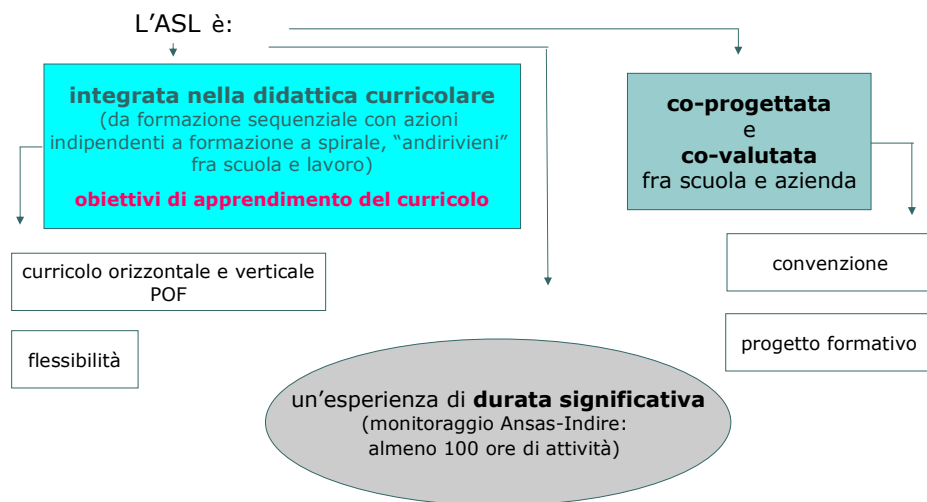 L'ASL è:
integrata nella didattica curricolare
(da formazione sequenziale con azioni
indipendenti a formazione a spirale, “andirivieni”
fra scuola e lavoro)
obiettivi di apprendimento del curricolo
co-progettata
e
co-valutata
fra scuola e azienda
curricolo orizzontale e verticale
POF
flessibilità
convenzione
progetto formativo
un’esperienza di durata significativa
(monitoraggio Ansas-Indire:
almeno 100 ore di attività)